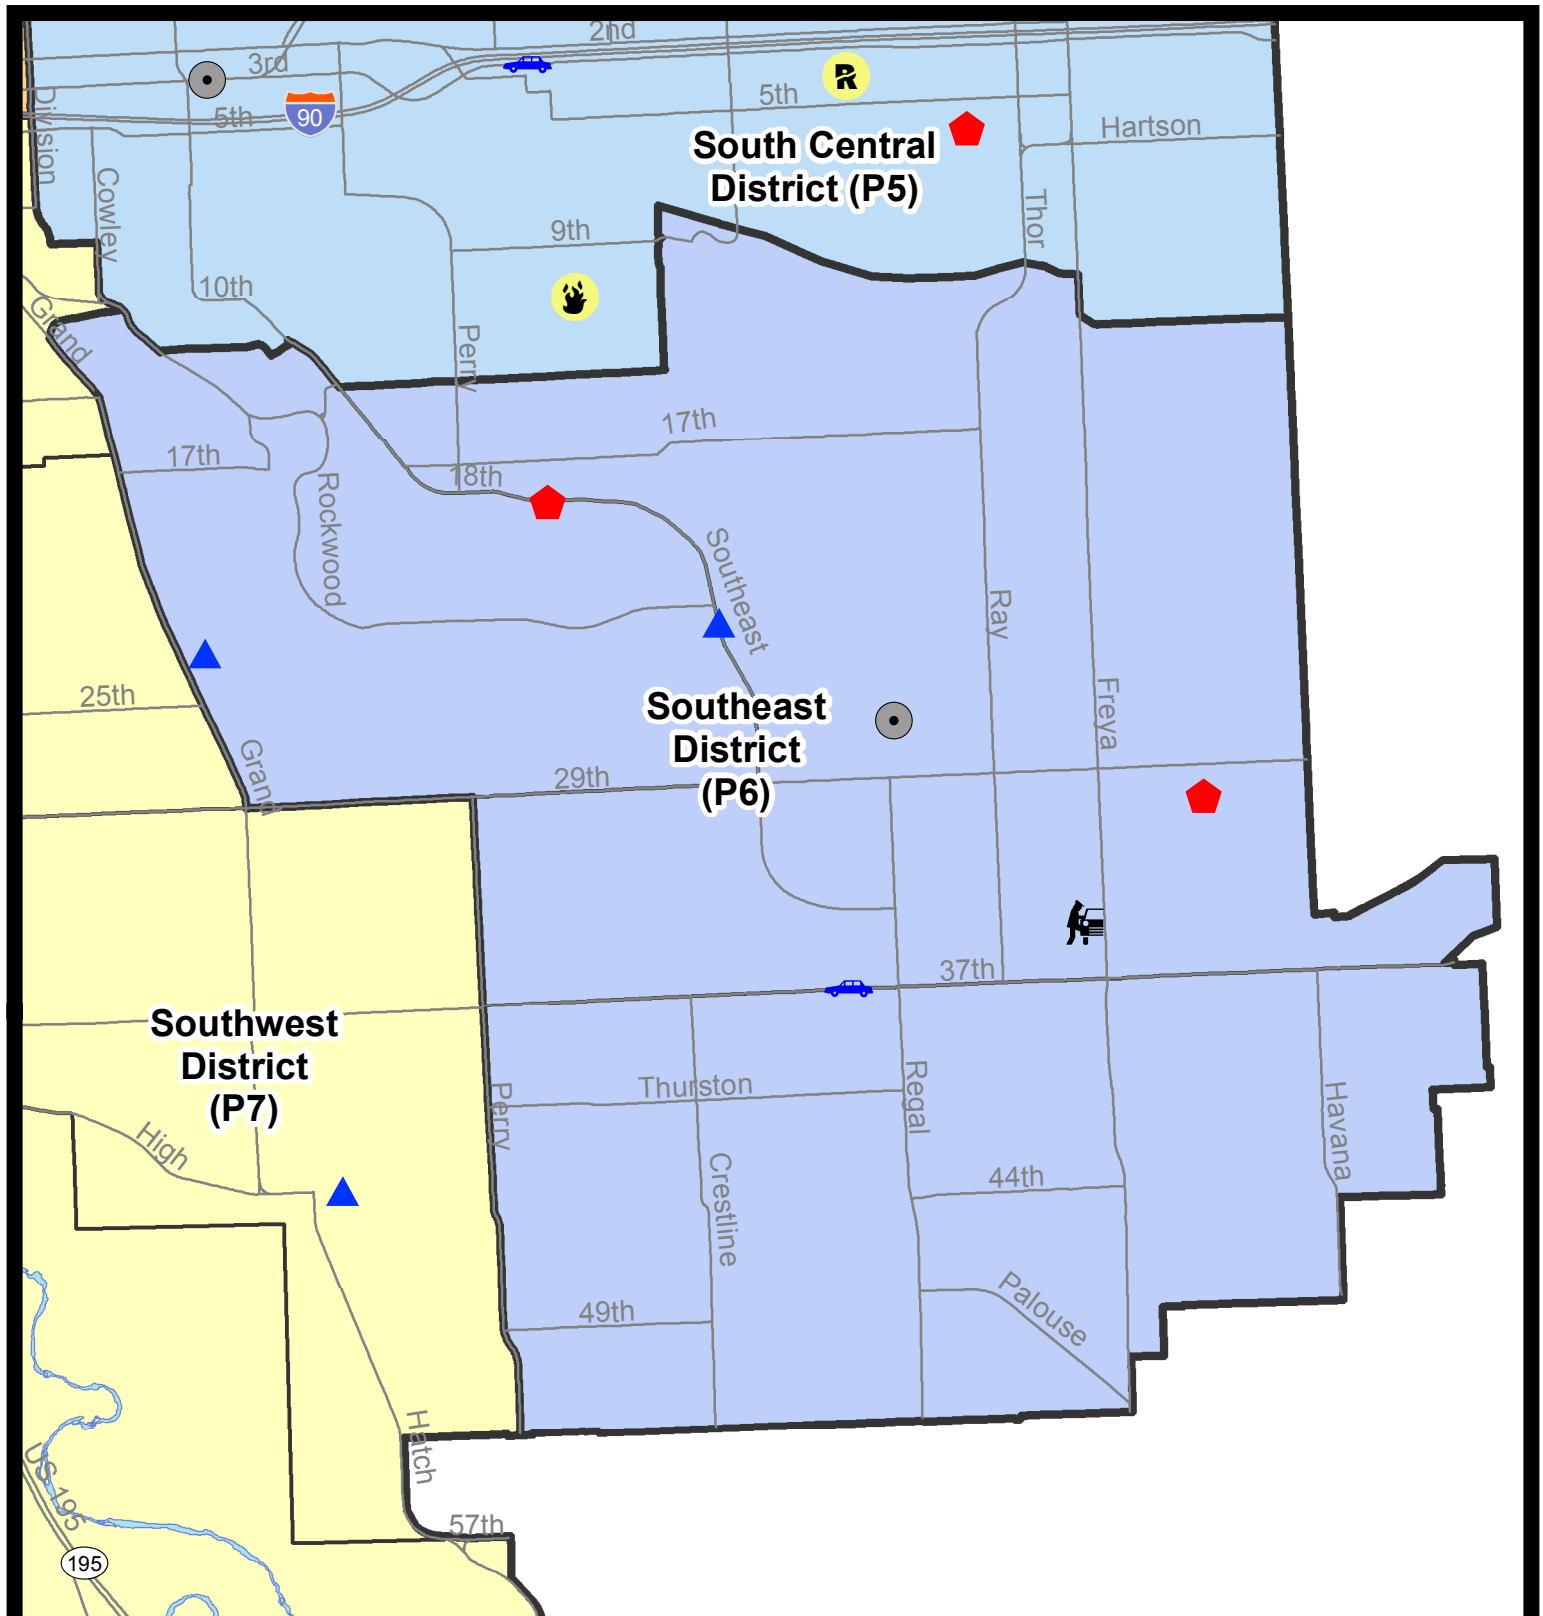 2nd
3rd
Division
5th
90
5th
R
Hartson
South Central
District (P5)
Cowley
Thor
9th
10th
Grand
Perry
17th
17th
18th
Rockwood
Southeast
Ray
25th
Freya
Southeast
District
(P6)
Grand
29th
37th
Southwest
District
(P7)
Thurston
Regal
Perry
Havana
High
Crestline
44th
49th
Palouse
Hatch
US 195
57th
195